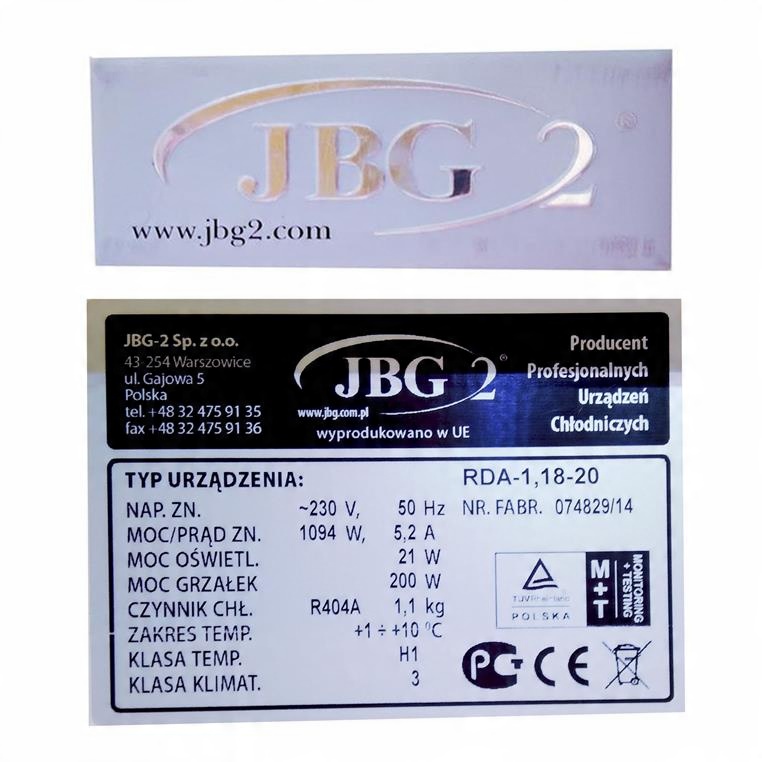 JBG 2 ®
www.jbg2.com
JBG-2 Sp. z o.o.
43-254 Warszowice
ul. Gajowa 5
Polska
tel. +48 32 475 91 35
fax +48 32 475 91 36
JBG 2 ®
www.jbg.com.pl
wyprodukowano w UE
Producent
Profesjonalnych
Urządzeń
Chłodniczych
TYP URZĄDZENIA: RDA-1,18-20
NAP. ZN. ~230 V, 50 Hz NR. FABR. 074829/14
MOC/PRĄD ZN. 1094 W, 5,2 A
MOC OŚWIETL. 21 W
MOC GRZAŁEK 200 W
CZYNNIK CHŁ. R404A 1,1 kg
ZAKRES TEMP. +1 ÷ +10 ºC
KLASA TEMP. H1
KLASA KLIMAT. 3
TÜVRheinland
POLSKA
M+T
MONITORING
+ TESTING
PCT CE